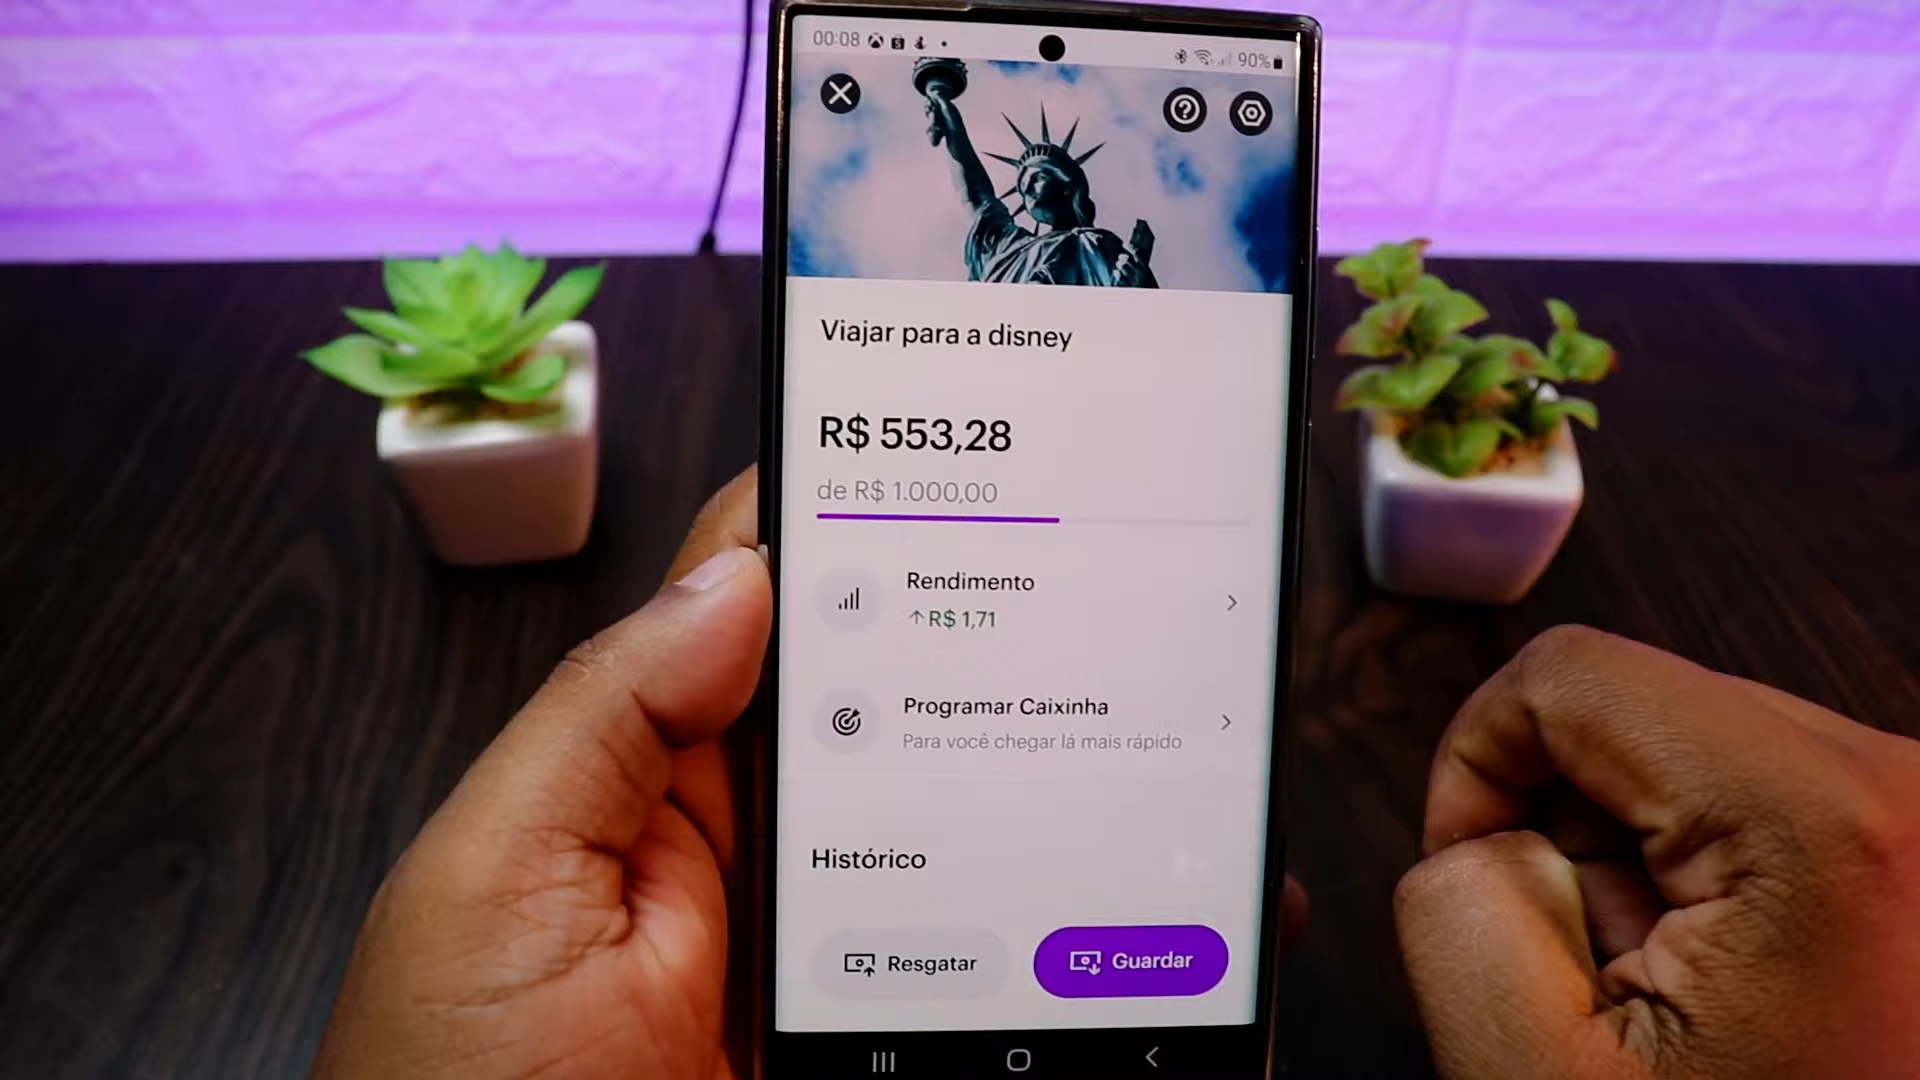 00:08
90%
Viajar para a disney
R$ 553,28
de R$ 1.000,00
Rendimento
↑R$ 1,71
Programar Caixinha
Para você chegar lá mais rápido
Histórico
Resgatar
Guardar